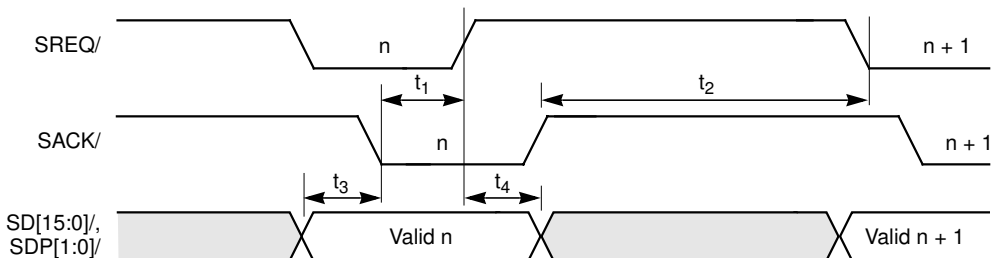 SREQ/
n
n + 1
t1
t2
SACK/
n
n + 1
t3
t4
SD[15:0]/,
SDP[1:0]/
Valid n
Valid n + 1